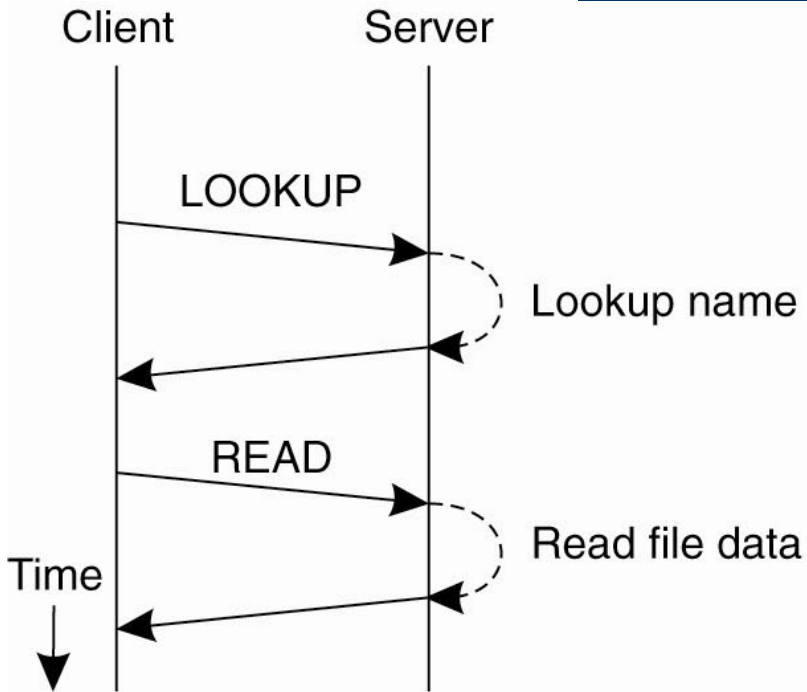 Client
Server
LOOKUP
Lookup name
READ
Read file data
Time